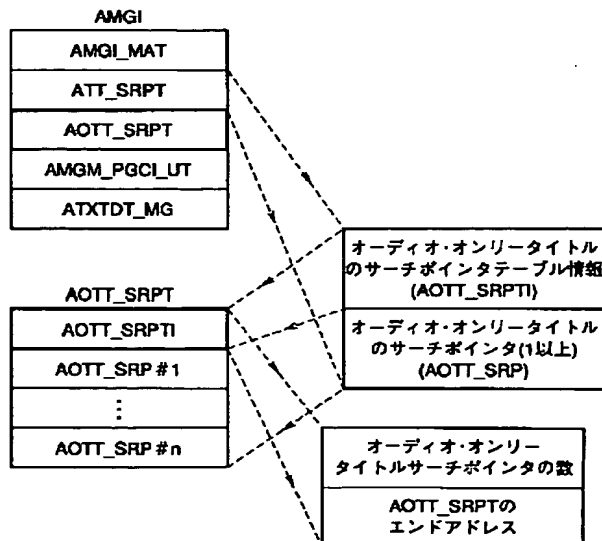 AMGI
AMGI_MAT
ATT_SRPT
AOTT_SRPT
AMGM_PGCI_UT
ATXTDT_MG
オーディオ・オンリータイトル
のサーチポインタテーブル情報
(AOTT_SRPTI)
オーディオ・オンリータイトル
のサーチポインタ(1以上)
(AOTT_SRP)
AOTT_SRPT
AOTT_SRPTI
AOTT_SRP #1
⋮
AOTT_SRP #n
オーディオ・オンリー
タイトルサーチポインタの数
AOTT_SRPTの
エンドアドレス